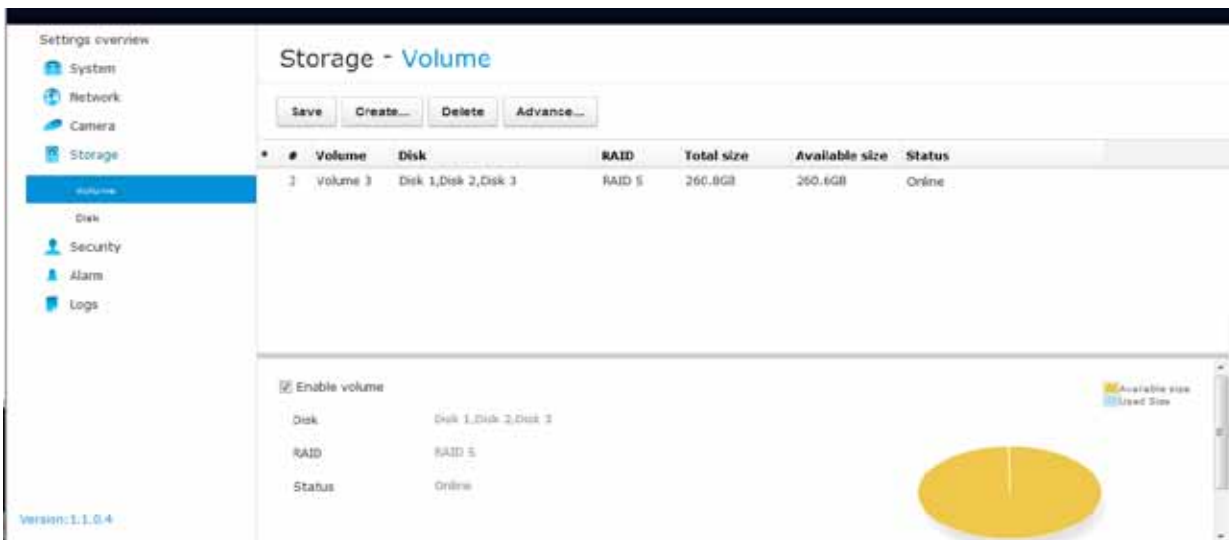 Settings overview
System
Network
Camera
Storage
Volume
Disk
Security
Alarm
Logs
Version:1.1.0.4
Storage - Volume
Save Create... Delete Advance...
* # Volume Disk RAID Total size Available size Status
Volume 3 Disk 1,Disk 2,Disk 3 RAID 5 260.8GB 260.6GB Online
Enable volume
Disk Disk 1,Disk 2,Disk 3
RAID RAID 5
Status Online
Available size
Used Size